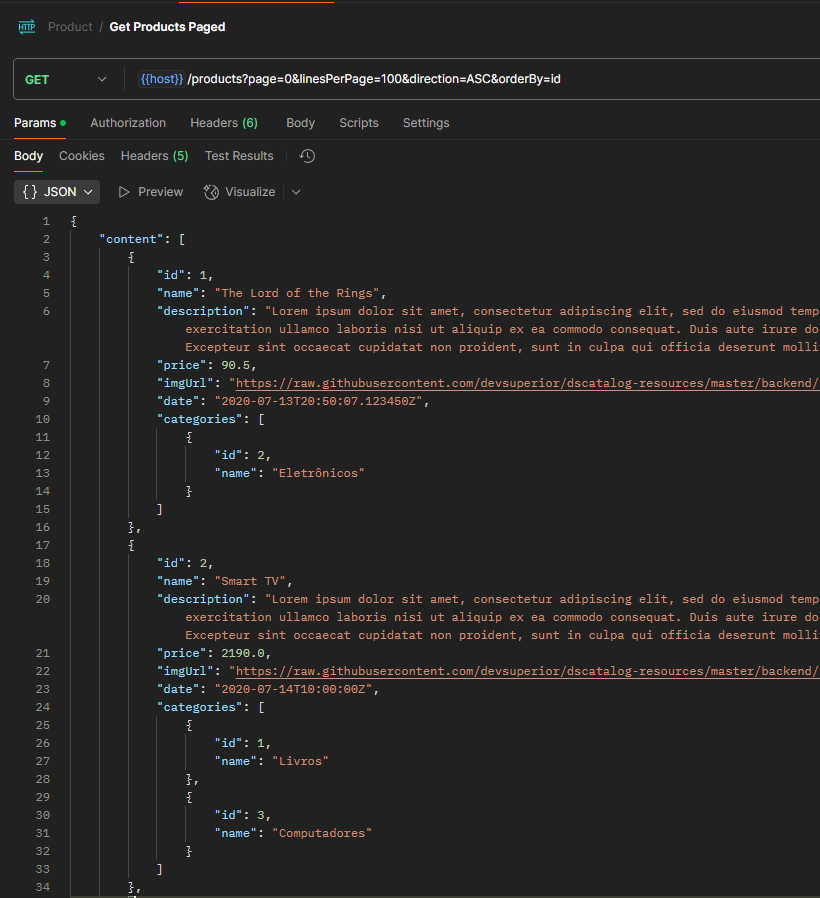 HTTP Product / Get Products Paged
GET {{host}} /products?page=0&linesPerPage=100&direction=ASC&orderBy=id
Params Authorization Headers (6) Body Scripts Settings
Body Cookies Headers (5) Test Results
{} JSON Preview Visualize
1 {
2 "content": [
3 {
4 "id": 1,
5 "name": "The Lord of the Rings",
6 "description": "Lorem ipsum dolor sit amet, consectetur adipiscing elit, sed do eiusmod temp
exercitation ullamco laboris nisi ut aliquip ex ea commodo consequat. Duis aute irure do
Excepteur sint occaecat cupidatat non proident, sunt in culpa qui officia deserunt molli
7 "price": 90.5,
8 "imgUrl": "https://raw.githubusercontent.com/devsuperior/dscatalog-resources/master/backend/
9 "date": "2020-07-13T20:50:07.123450Z",
10 "categories": [
11 {
12 "id": 2,
13 "name": "Eletrônicos"
14 }
15 ]
16 },
17 {
18 "id": 2,
19 "name": "Smart TV",
20 "description": "Lorem ipsum dolor sit amet, consectetur adipiscing elit, sed do eiusmod temp
exercitation ullamco laboris nisi ut aliquip ex ea commodo consequat. Duis aute irure do
Excepteur sint occaecat cupidatat non proident, sunt in culpa qui officia deserunt molli
21 "price": 2190.0,
22 "imgUrl": "https://raw.githubusercontent.com/devsuperior/dscatalog-resources/master/backend/
23 "date": "2020-07-14T10:00:00Z",
24 "categories": [
25 {
26 "id": 1,
27 "name": "Livros"
28 },
29 {
30 "id": 3,
31 "name": "Computadores"
32 }
33 ]
34 },